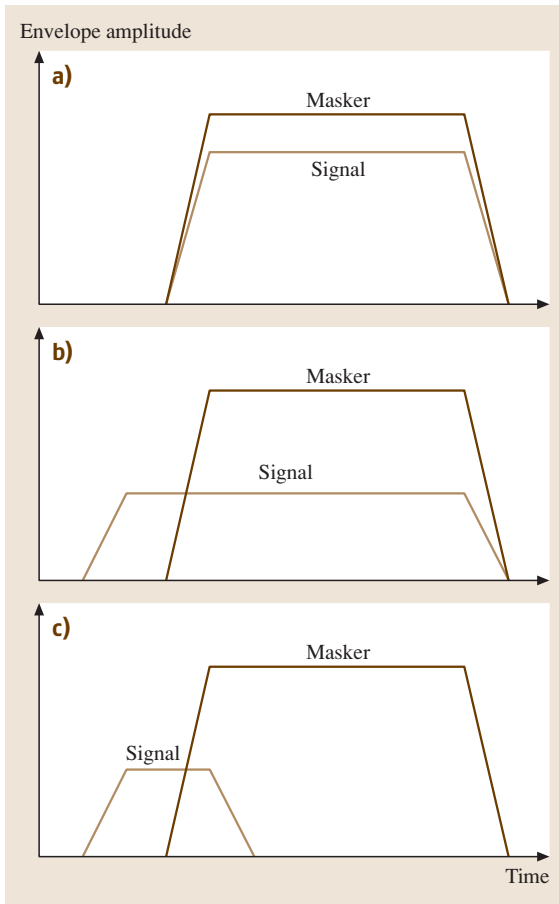 Envelope amplitude
a)
Masker
Signal
b)
Masker
Signal
c)
Masker
Signal
Time